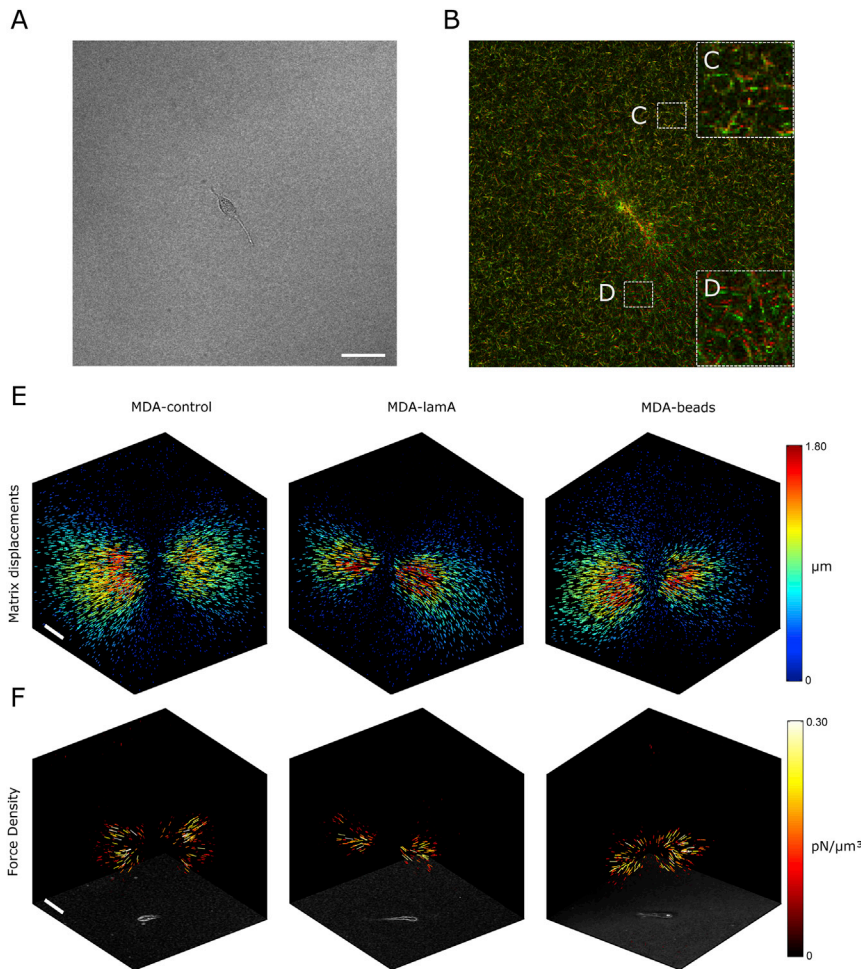 A
B
C
C
D
D
E
MDA-control
MDA-lamA
MDA-beads
Matrix displacements
1.80
µm
0
F
Force Density
0.30
pN/µm³
0